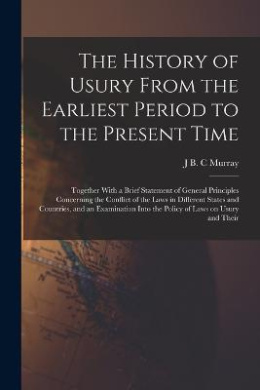 The History of
Usury From the
Earliest Period to
the Present Time
J B. C Murray
Together With a Brief Statement of General Principles
Concerning the Conflict of the Laws in Different States and
Countries, and an Examination Into the Policy of Laws on Usury
and Their